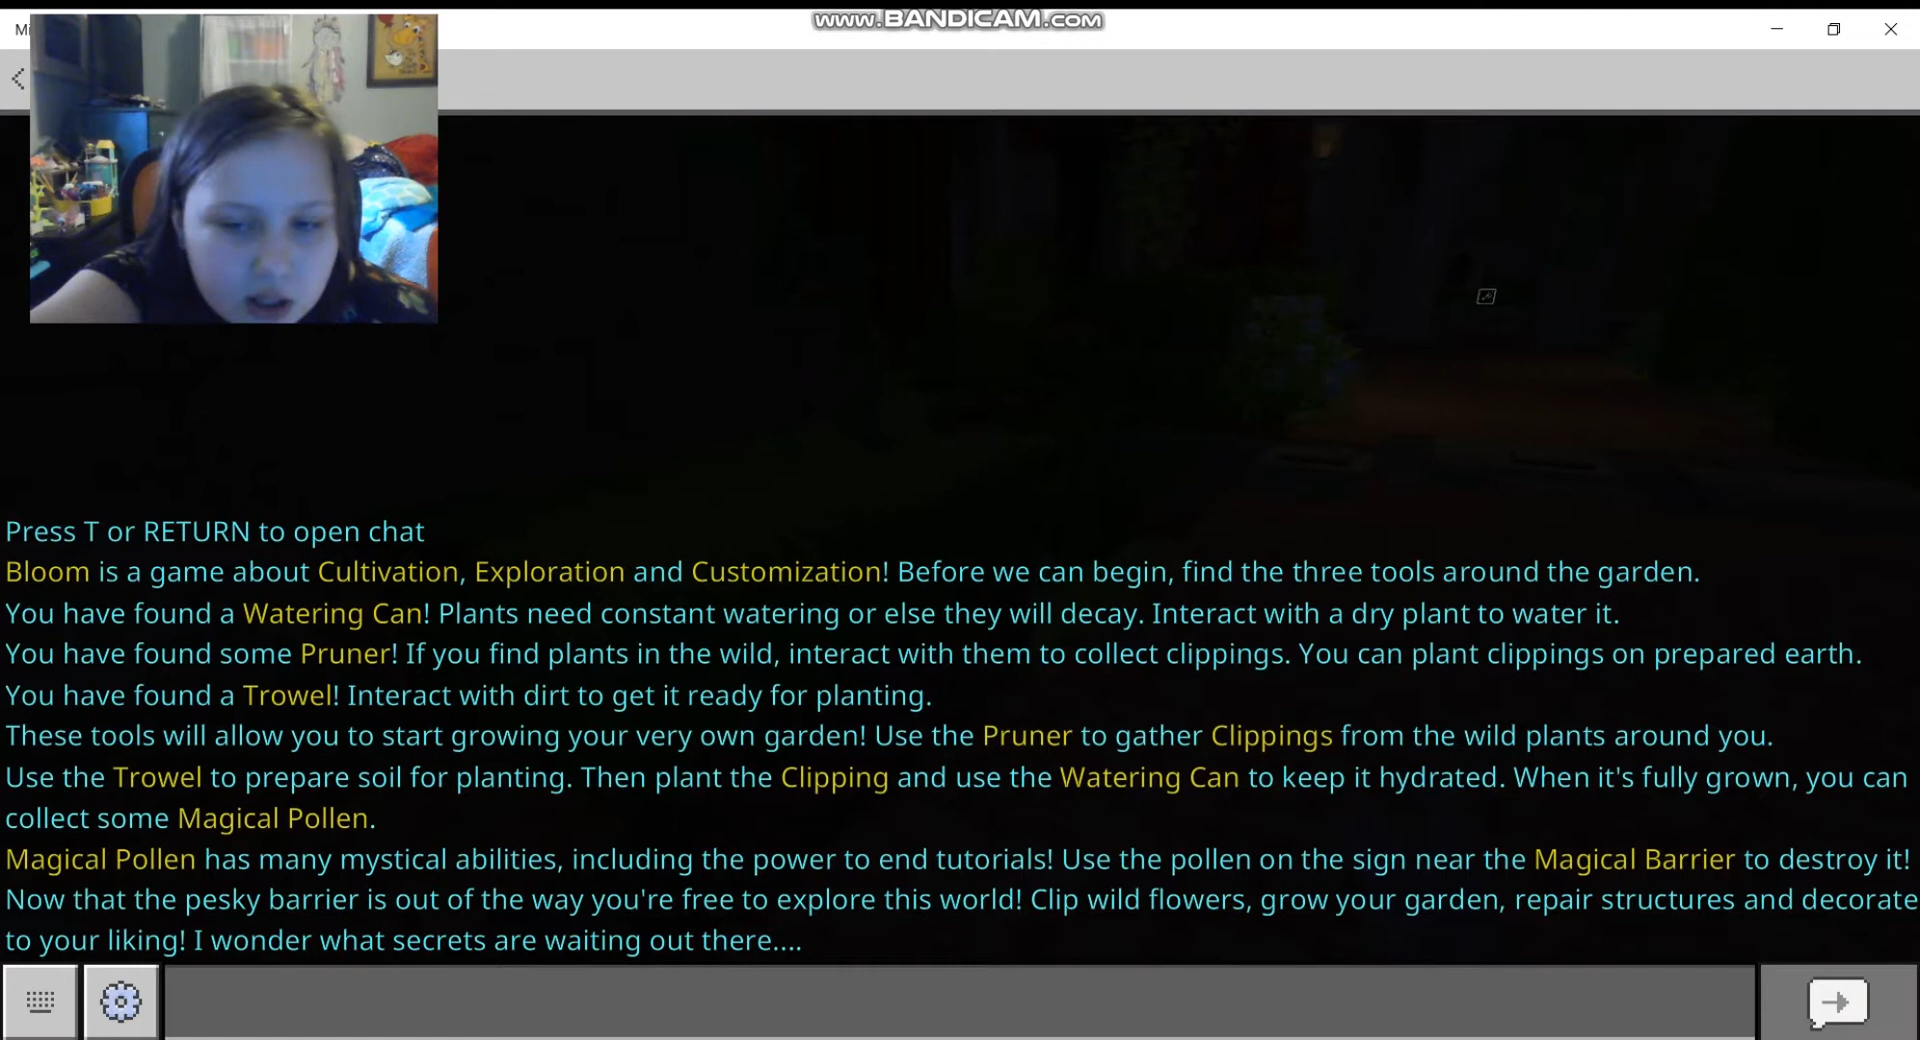 www.BANDICAM.com
Mi
Press T or RETURN to open chat
Bloom is a game about Cultivation, Exploration and Customization! Before we can begin, find the three tools around the garden.
You have found a Watering Can! Plants need constant watering or else they will decay. Interact with a dry plant to water it.
You have found some Pruner! If you find plants in the wild, interact with them to collect clippings. You can plant clippings on prepared earth.
You have found a Trowel! Interact with dirt to get it ready for planting.
These tools will allow you to start growing your very own garden! Use the Pruner to gather Clippings from the wild plants around you.
Use the Trowel to prepare soil for planting. Then plant the Clipping and use the Watering Can to keep it hydrated. When it's fully grown, you can
collect some Magical Pollen.
Magical Pollen has many mystical abilities, including the power to end tutorials! Use the pollen on the sign near the Magical Barrier to destroy it!
Now that the pesky barrier is out of the way you're free to explore this world! Clip wild flowers, grow your garden, repair structures and decorate
to your liking! I wonder what secrets are waiting out there....